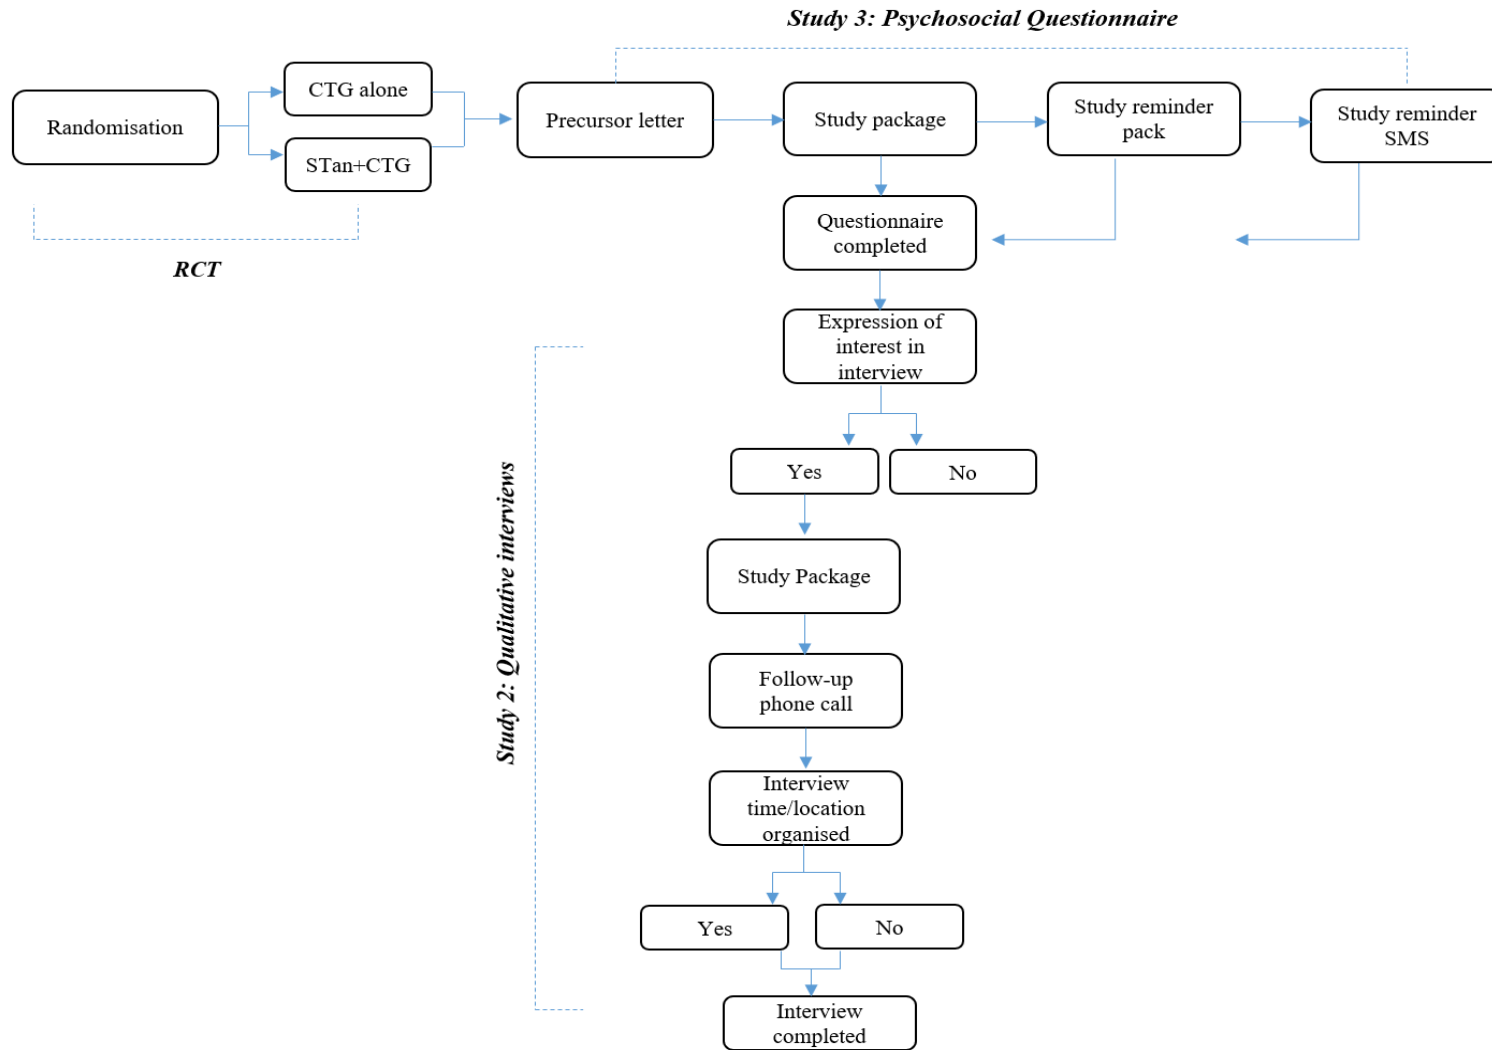 Study 3: Psychosocial Questionnaire
Randomisation
CTG alone
STan+CTG
RCT
Precursor letter
Study package
Study reminder
pack
Study reminder
SMS
Questionnaire
completed
Expression of
interest in
interview
Yes
No
Study 2: Qualitative interviews
Study Package
Follow-up
phone call
Interview
time/location
organised
Yes
No
Interview
completed